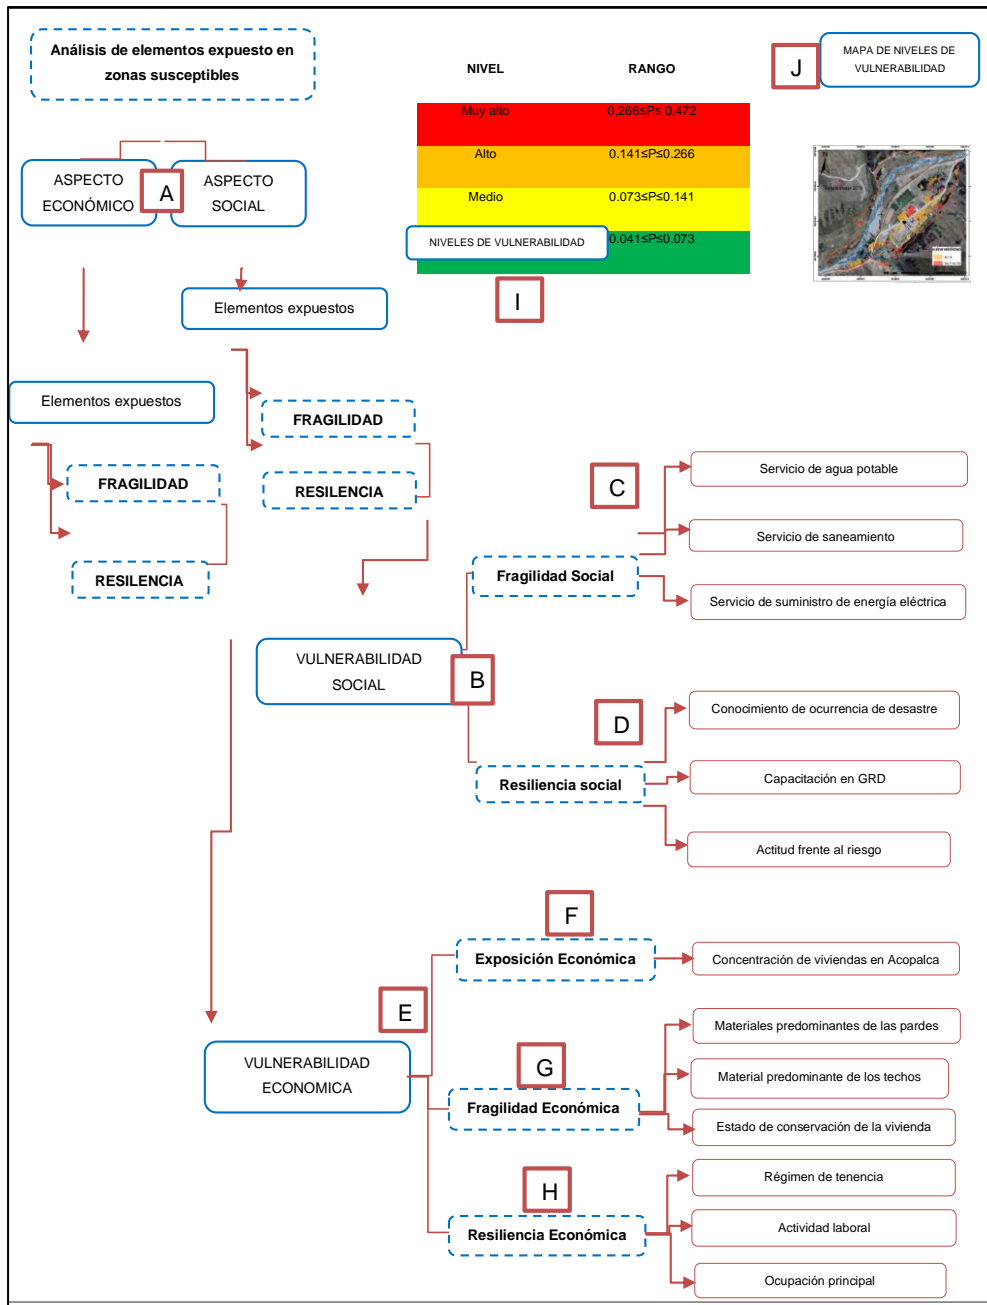 Análisis de elementos expuesto en
zonas susceptibles
NIVEL
RANGO
Muy alto
0,266≤P≤ 0,472
Alto
0.141≤P≤0.266
Medio
0.073≤P≤0.141
NIVELES DE VULNERABILIDAD
0.041≤P≤0.073
I
J
MAPA DE NIVELES DE
VULNERABILIDAD
ASPECTO
ECONÓMICO
A
ASPECTO
SOCIAL
Elementos expuestos
Elementos expuestos
FRAGILIDAD
RESILENCIA
FRAGILIDAD
RESILENCIA
C
Servicio de agua potable
Servicio de saneamiento
Fragilidad Social
Servicio de suministro de energía eléctrica
VULNERABILIDAD
SOCIAL
B
D
Conocimiento de ocurrencia de desastre
Resiliencia social
Capacitación en GRD
Actitud frente al riesgo
F
Exposición Económica
Concentración de viviendas en Acopalca
E
VULNERABILIDAD
ECONOMICA
G
Materiales predominantes de las pardes
Material predominante de los techos
Fragilidad Económica
Estado de conservación de la vivienda
H
Régimen de tenencia
Resiliencia Económica
Actividad laboral
Ocupación principal